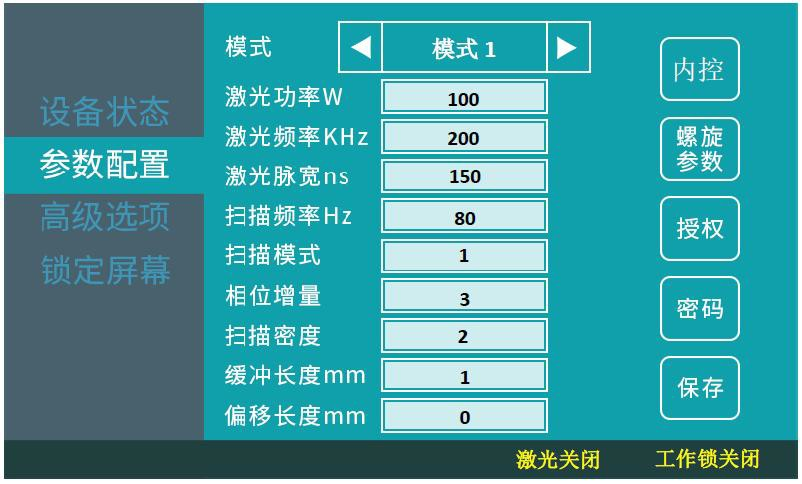 设备状态
参数配置
高级选项
锁定屏幕
模式 模式 1
激光功率W 100
激光频率KHz 200
激光脉宽ns 150
扫描频率Hz 80
扫描模式 1
相位增量 3
扫描密度 2
缓冲长度mm 1
偏移长度mm 0
内控
螺旋
参数
授权
密码
保存
激光关闭 工作锁关闭